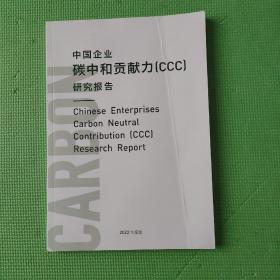 中国企业
碳中和贡献力(CCC)
研究报告
Chinese Enterprises
Carbon Neutral
Contribution (CCC)
Research Report
CARBON
2022